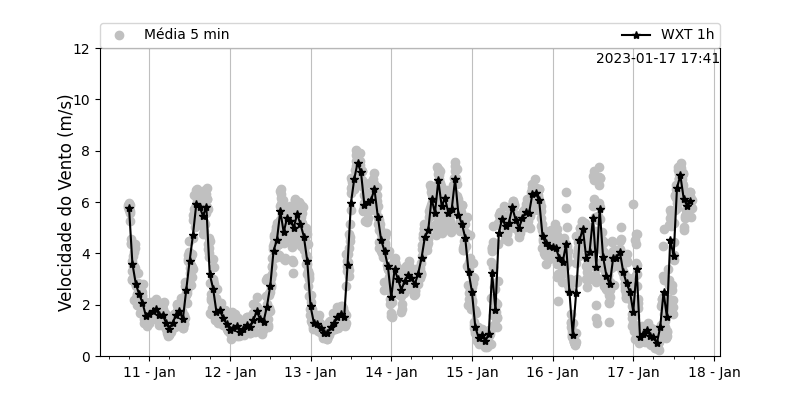 Média 5 min
WXT 1h
2023-01-17 17:41
Velocidade do Vento (m/s)
12
10
8
6
4
2
0
11 - Jan
12 - Jan
13 - Jan
14 - Jan
15 - Jan
16 - Jan
17 - Jan
18 - Jan